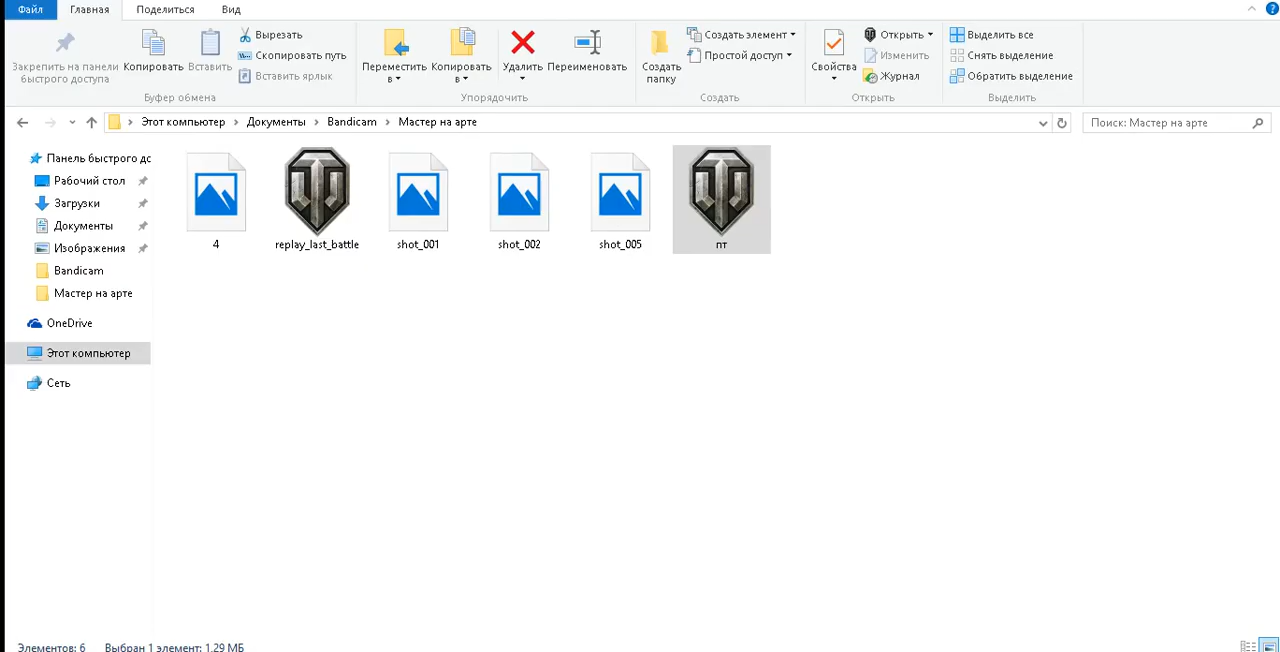 Файл Главная Поделиться Вид
Закрепить на панели быстрого доступа
Копировать
Вставить
Вырезать
Скопировать путь
Вставить ярлык
Буфер обмена
Переместить в
Копировать в
Удалить
Переименовать
Упорядочить
Создать папку
Создать элемент
Простой доступ
Создать
Свойства
Открыть
Изменить
Журнал
Открыть
Выделить все
Снять выделение
Обратить выделение
Выделить
Этот компьютер > Документы > Bandicam > Мастер на арте
Поиск: Мастер на арте
Панель быстрого дс
Рабочий стол
Загрузки
Документы
Изображения
Bandicam
Мастер на арте
OneDrive
Этот компьютер
Сеть
4
replay_last_battle
shot_001
shot_002
shot_005
пт
Элементов: 6 Выбран 1 элемент: 1,29 МБ